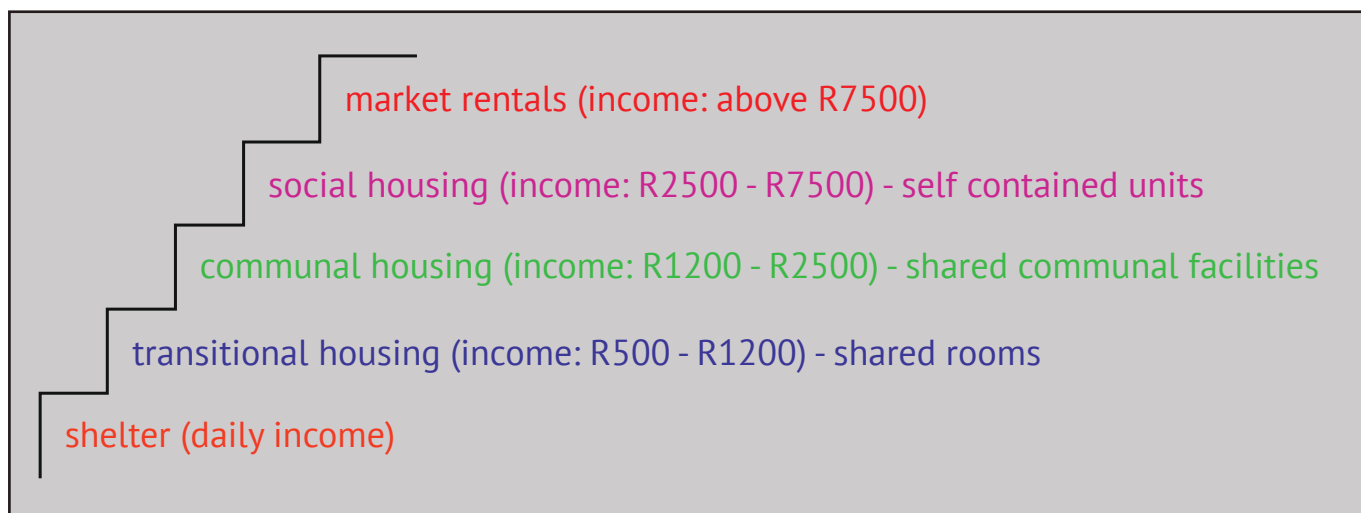 market rentals (income: above R7500)
social housing (income: R2500 - R7500) - self contained units
communal housing (income: R1200 - R2500) - shared communal facilities
transitional housing (income: R500 - R1200) - shared rooms
shelter (daily income)